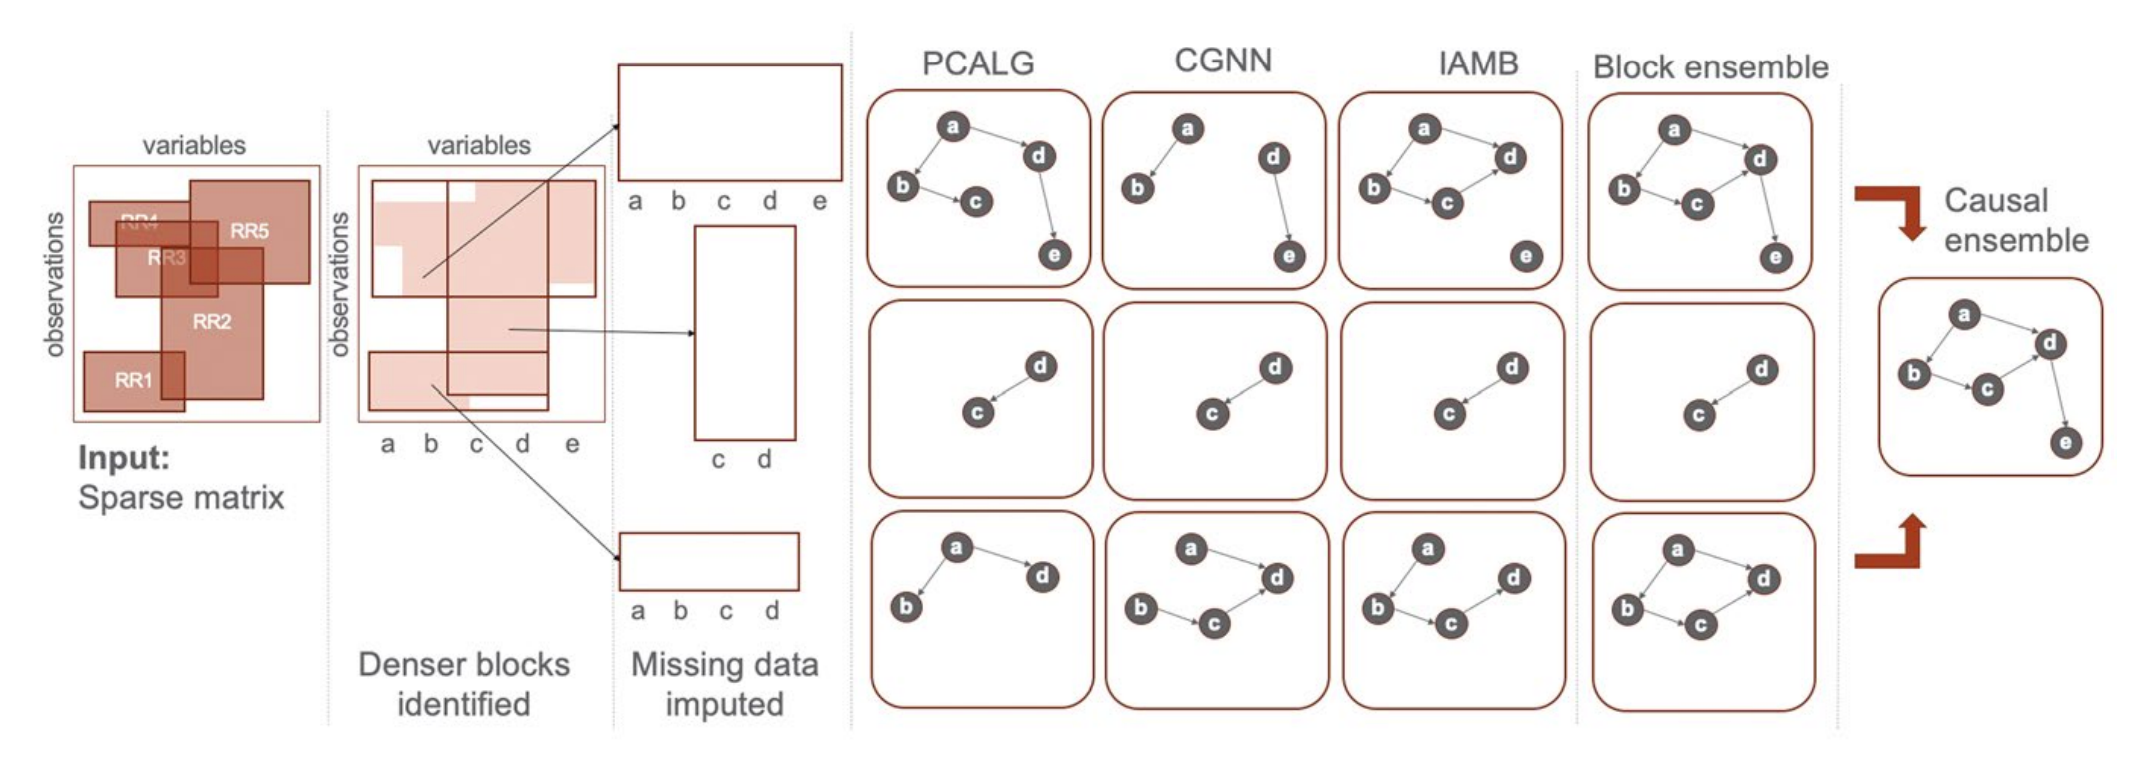 variables
observations
RR4
RR5
RR3
RR2
RR1
Input:
Sparse matrix
variables
observations
a b c d e
Denser blocks
identified
a b c d e
c d
a b c d
Missing data
imputed
PCALG
CGNN
IAMB
Block ensemble
a
d
b
c
e
a
d
b
e
a
d
b
c
e
a
d
b
c
e
d
c
d
c
d
c
d
c
a
d
b
a
d
b
c
a
d
b
c
a
d
b
c
Causal
ensemble
a
d
b
c
e